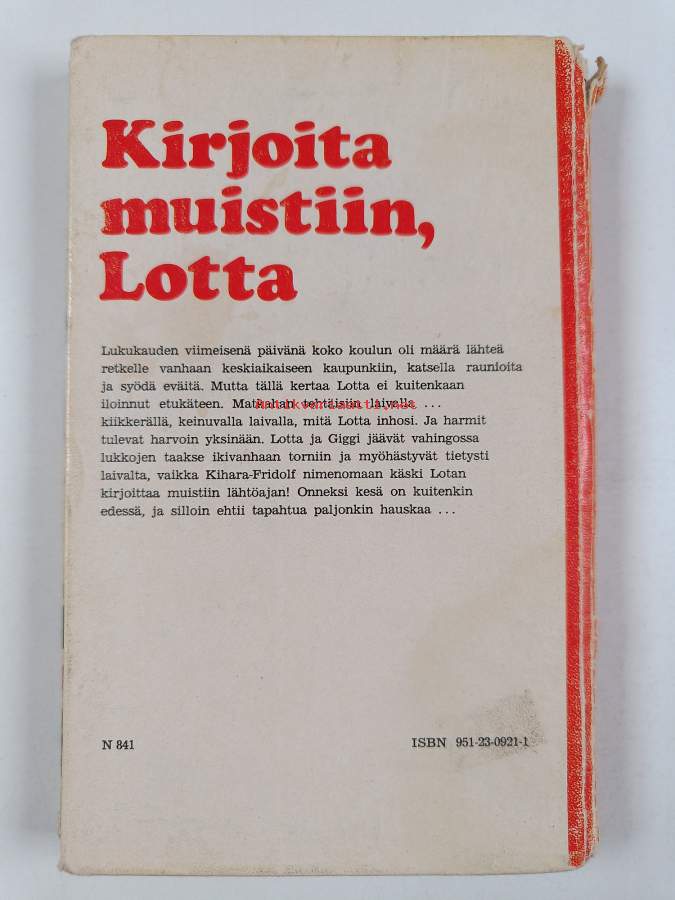 Kirjoita
muistiin,
Lotta
Lukukauden viimeisenä päivänä koko koulun oli määrä lähteä
retkelle vanhaan keskiaikaiseen kaupunkiin, katsella raunioita
ja syödä eväitä. Mutta tällä kertaa Lotta ei kuitenkaan
iloinnut etukäteen. Matkahan tehtäisiin laivalla ...
kiikkerällä, keinuvalla laivalla, mitä Lotta inhosi. Ja harmit
tulevat harvoin yksinään. Lotta ja Giggi jäävät vahingossa
lukkojen taakse ikivanhaan torniin ja myöhästyvät tietysti
laivalta, vaikka Kihara-Fridolf nimenomaan käski Lotan
kirjoittaa muistiin lähtöajan! Onneksi kesä on kuitenkin
edessä, ja silloin ehtii tapahtua paljonkin hauskaa ...
N 841
ISBN 951-23-0921-1